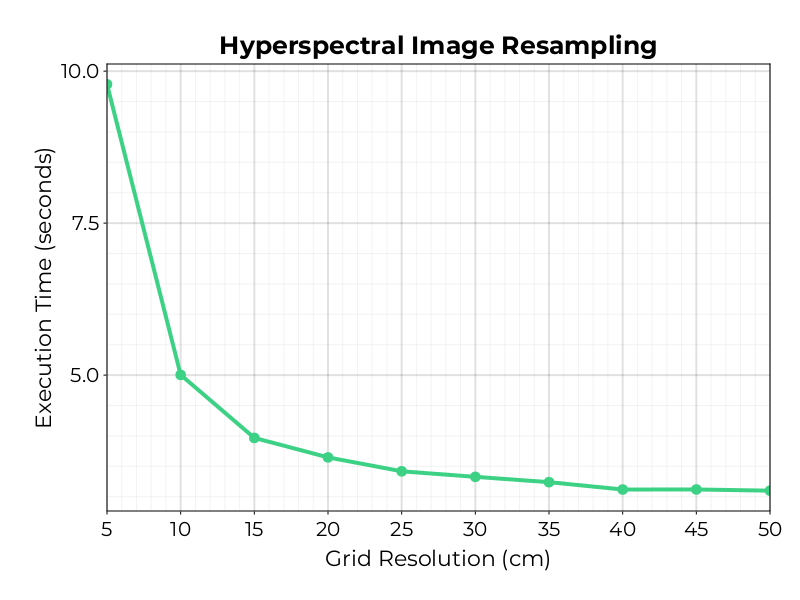 Hyperspectral Image Resampling
10.0
7.5
5.0
Execution Time (seconds)
5 10 15 20 25 30 35 40 45 50
Grid Resolution (cm)